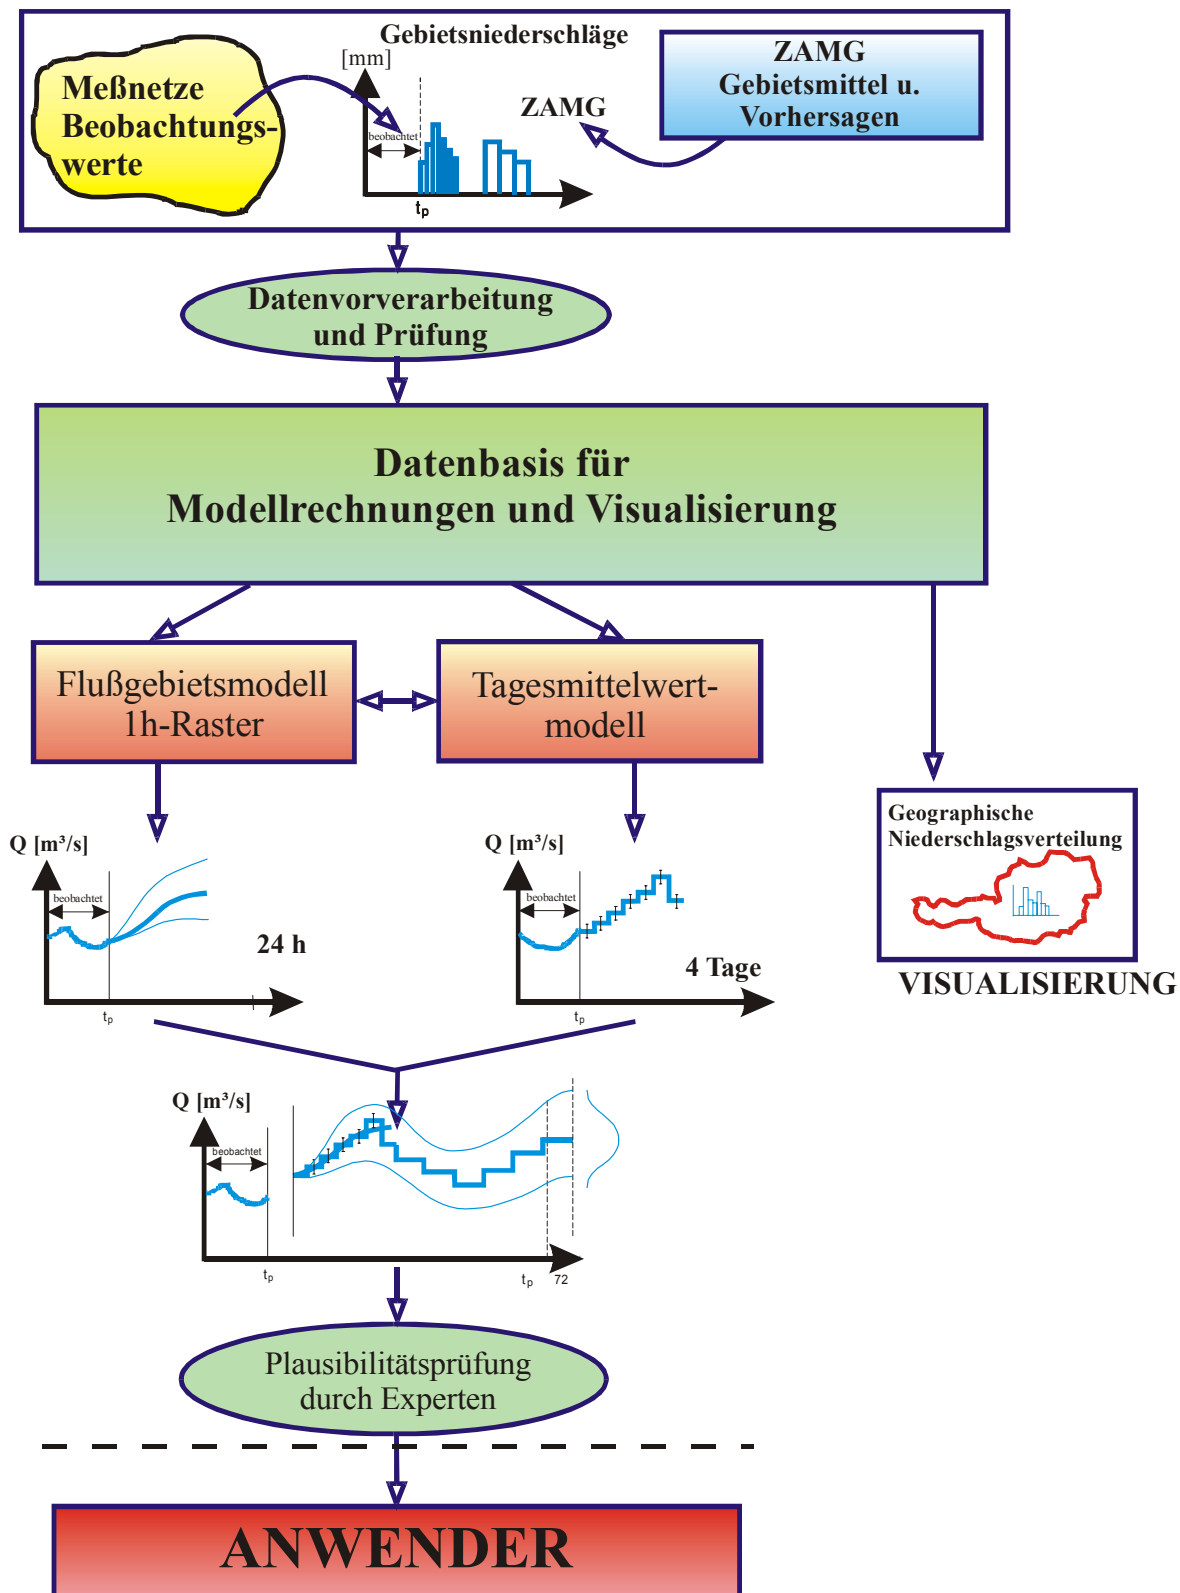 Gebietsniederschläge
[mm]
Meßnetze
Beobachtungs-
werte
beobachtet
tp
ZAMG
ZAMG
Gebietsmittel u.
Vorhersagen
Datenvorverarbeitung
und Prüfung
Datenbasis für
Modellrechnungen und Visualisierung
Flußgebietsmodell
1h-Raster
Tagesmittelwert-
modell
Geographische
Niederschlagsverteilung
VISUALISIERUNG
Q [m³/s]
beobachtet
24 h
tp
Q [m³/s]
beobachtet
4 Tage
tp
Q [m³/s]
beobachtet
tp
tp
72
Plausibilitätsprüfung
durch Experten
ANWENDER